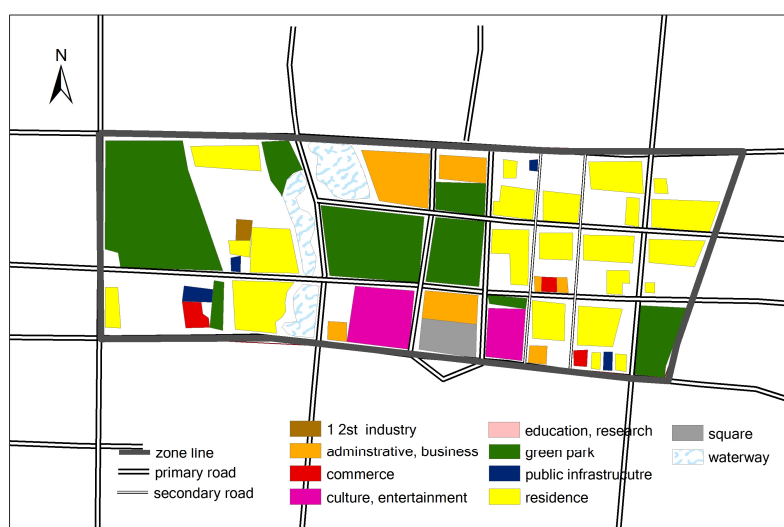 N
zone line
primary road
secondary road
1 2st industry
adminstrative, business
commerce
culture, entertainment
education, research
green park
public infrastrucutre
residence
square
waterway